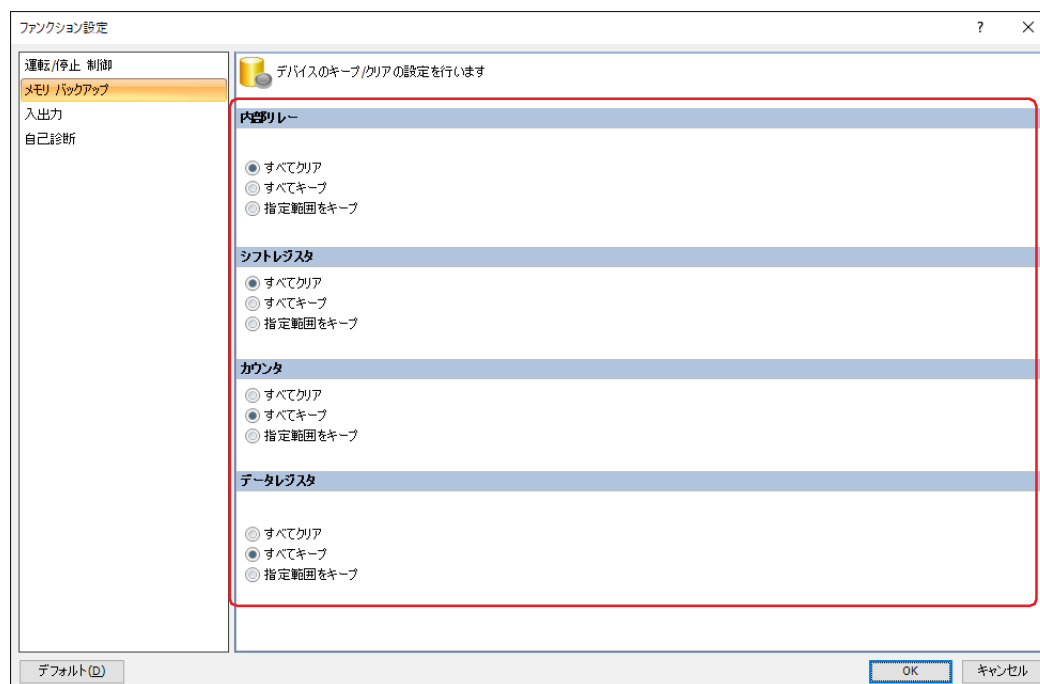 ファンクション設定
運転/停止 制御
メモリ バックアップ
入出力
自己診断
デバイスのキープ/クリアの設定を行います
内部リレー
すべてクリア
すべてキープ
指定範囲をキープ
シフトレジスタ
すべてクリア
すべてキープ
指定範囲をキープ
カウンタ
すべてクリア
すべてキープ
指定範囲をキープ
データレジスタ
すべてクリア
すべてキープ
指定範囲をキープ
デフォルト(D)
OK
キャンセル